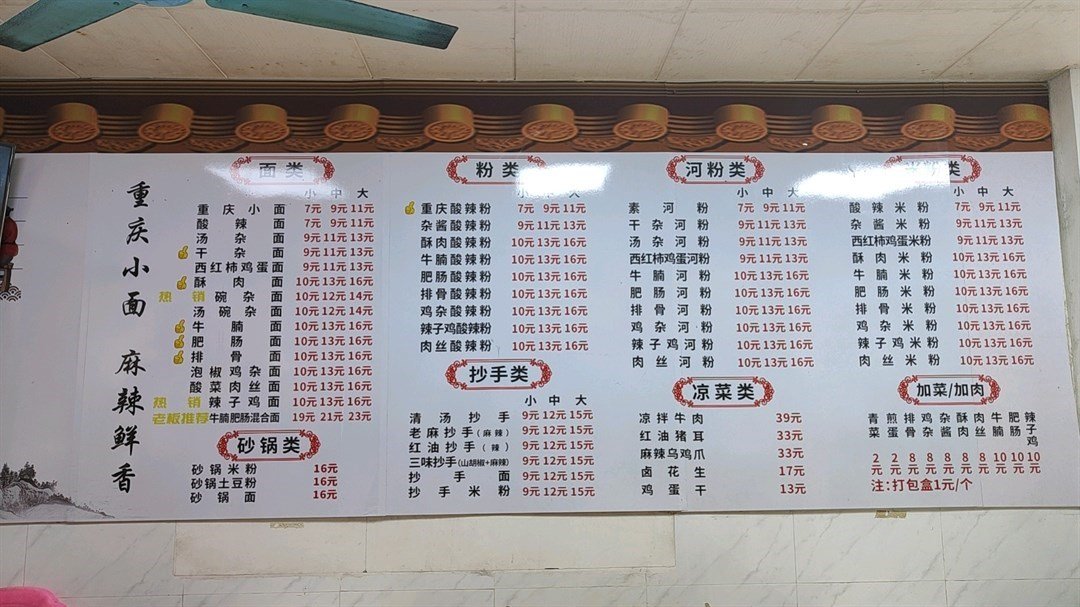 重庆小面 麻辣鲜香
面类
小 中 大
重庆小面 7元 9元 11元
酸辣面 7元 9元 11元
汤杂面 9元 11元 13元
干杂面 9元 11元 13元
西红柿鸡蛋面 9元 11元 13元
酥肉面 10元 13元 16元
热销 碗杂面 10元 12元 14元
汤碗杂面 10元 12元 14元
牛腩面 10元 13元 16元
肥肠面 10元 13元 16元
排骨面 10元 13元 16元
泡椒鸡杂面 10元 13元 16元
酸菜肉丝面 10元 13元 16元
热销 辣子鸡面 10元 13元 16元
老板推荐 牛腩肥肠混合面 19元 21元 23元
砂锅类
砂锅米粉 16元
砂锅土豆粉 16元
砂锅面 16元
粉类
小 中 大
重庆酸辣粉 7元 9元 11元
杂酱酸辣粉 9元 11元 13元
酥肉酸辣粉 10元 13元 16元
牛腩酸辣粉 10元 13元 16元
肥肠酸辣粉 10元 13元 16元
排骨酸辣粉 10元 13元 16元
鸡杂酸辣粉 10元 13元 16元
辣子鸡酸辣粉 10元 13元 16元
肉丝酸辣粉 10元 13元 16元
抄手类
小 中 大
清汤抄手 9元 12元 15元
老麻抄手(麻辣) 9元 12元 15元
红油抄手(辣) 9元 12元 15元
三味抄手(山胡椒+麻辣) 9元 12元 15元
抄手面 9元 12元 15元
抄手米粉 9元 12元 15元
河粉类
小 中 大
素河粉 7元 9元 11元
干杂河粉 9元 11元 13元
汤杂河粉 9元 11元 13元
西红柿鸡蛋河粉 9元 11元 13元
牛腩河粉 10元 13元 16元
肥肠河粉 10元 13元 16元
排骨河粉 10元 13元 16元
鸡杂河粉 10元 13元 16元
辣子鸡河粉 10元 13元 16元
肉丝河粉 10元 13元 16元
凉菜类
凉拌牛肉 39元
红油猪耳 33元
麻辣乌鸡爪 33元
卤花生 17元
鸡蛋干 13元
米粉类
小 中 大
酸辣米粉 7元 9元 11元
杂酱米粉 9元 11元 13元
西红柿鸡蛋米粉 9元 11元 13元
酥肉米粉 10元 13元 16元
牛腩米粉 10元 13元 16元
肥肠米粉 10元 13元 16元
排骨米粉 10元 13元 16元
鸡杂米粉 10元 13元 16元
辣子鸡米粉 10元 13元 16元
肉丝米粉 10元 13元 16元
加菜/加肉
青菜 2元
煎蛋 2元
排骨 8元
鸡杂 8元
杂酱 8元
酥肉 8元
肉丝 8元
牛腩 10元
肥肠 10元
辣子鸡 10元
注:打包盒1元/个